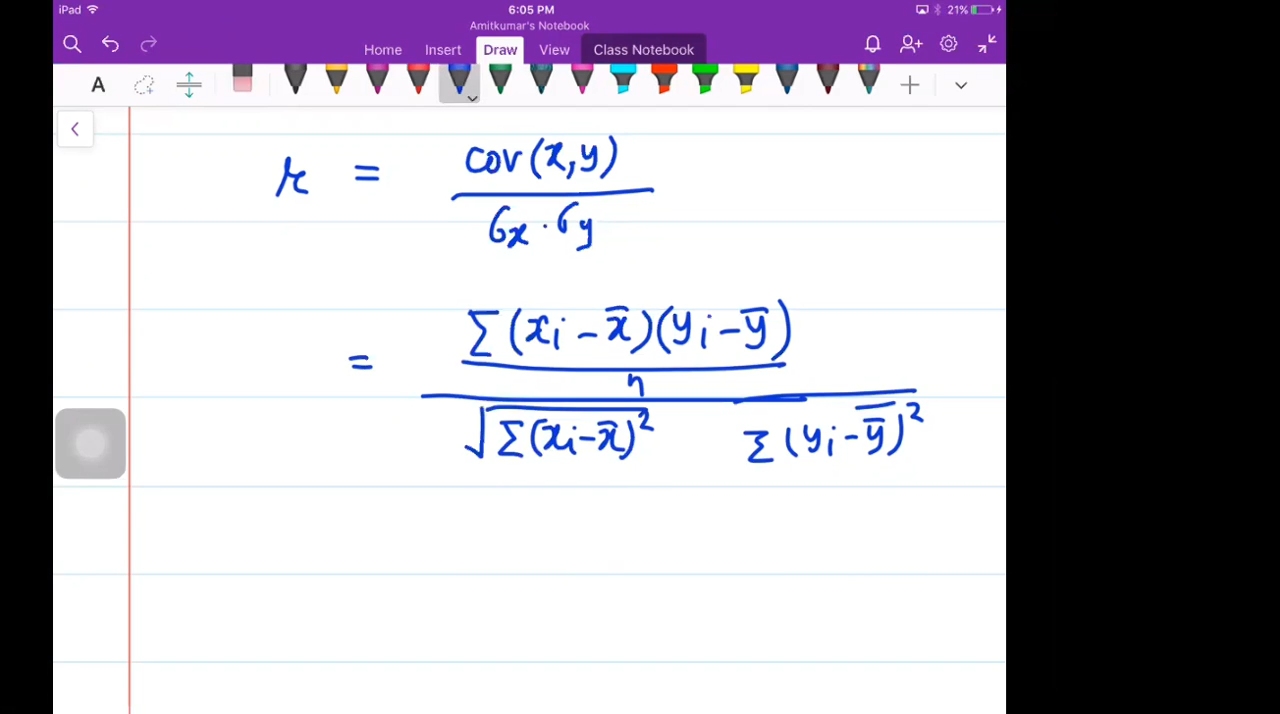 iPad 6:05 PM 21%
Amitkumar's Notebook
Home Insert Draw View Class Notebook
A
r = cov(x,y)
σx · σy
= Σ(xi – x̄)(yi – y̅)
n
√Σ(xi – x̄)² Σ(yi – y̅)²